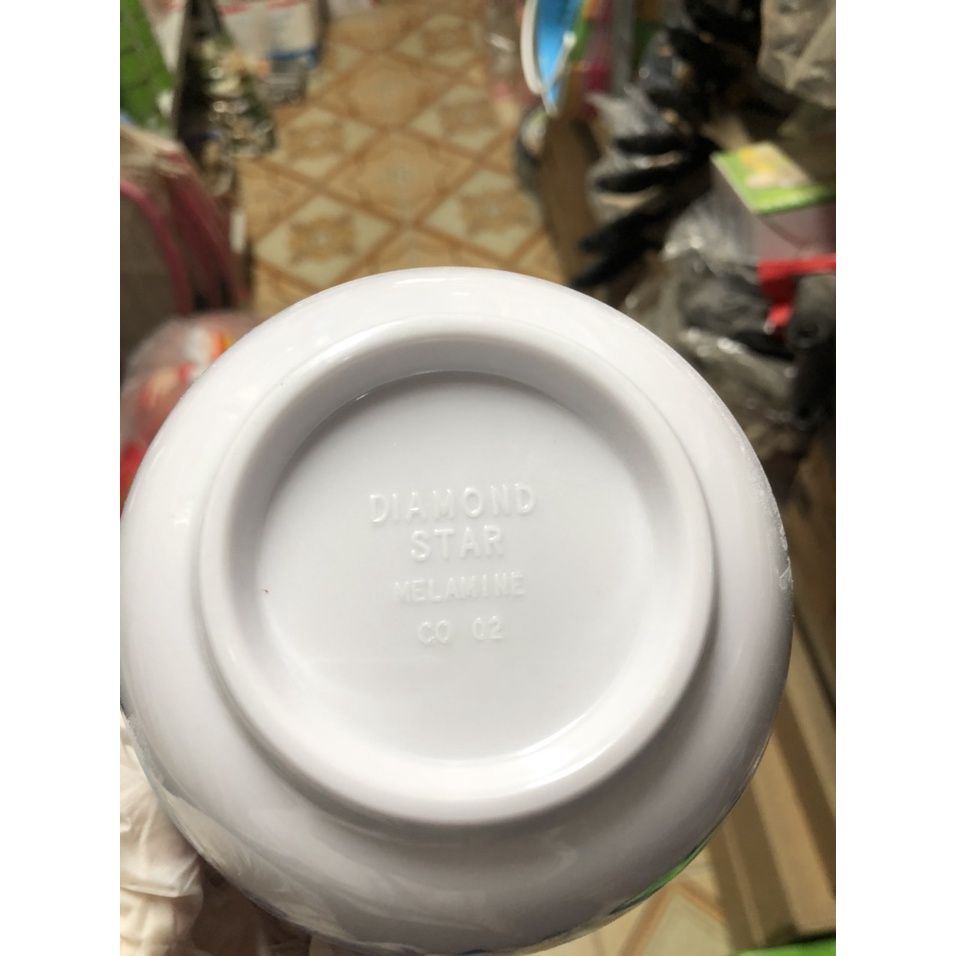 DIAMOND
STAR
MELAMINE
CO 02